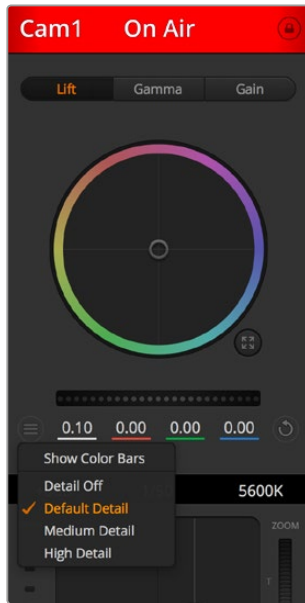 Cam1 On Air
Lift Gamma Gain
0.10 0.00 0.00 0.00
Show Color Bars
Detail Off
5600K
Default Detail
Medium Detail
ZOOM
High Detail
T